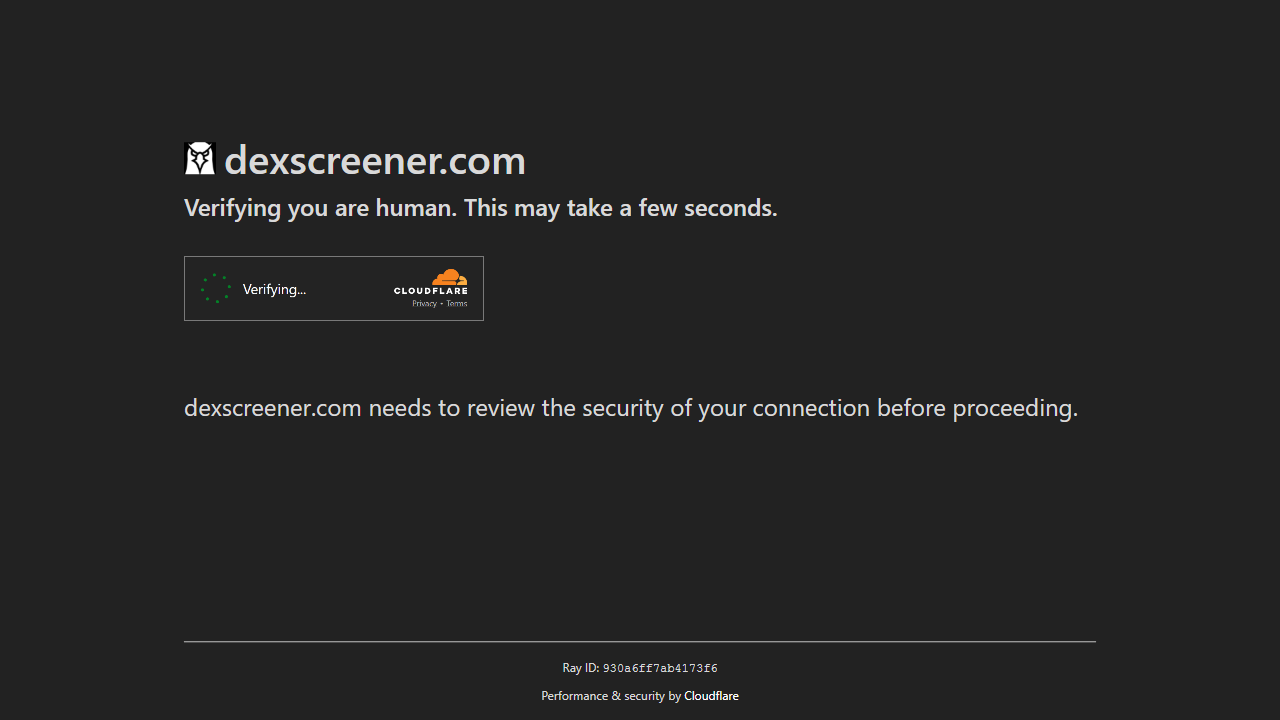 dexscreener.com
Verifying you are human. This may take a few seconds.
Verifying...
CLOUDFLARE
Privacy • Terms
dexscreener.com needs to review the security of your connection before proceeding.
Ray ID: 930a6ff7ab4173f6
Performance & security by Cloudflare